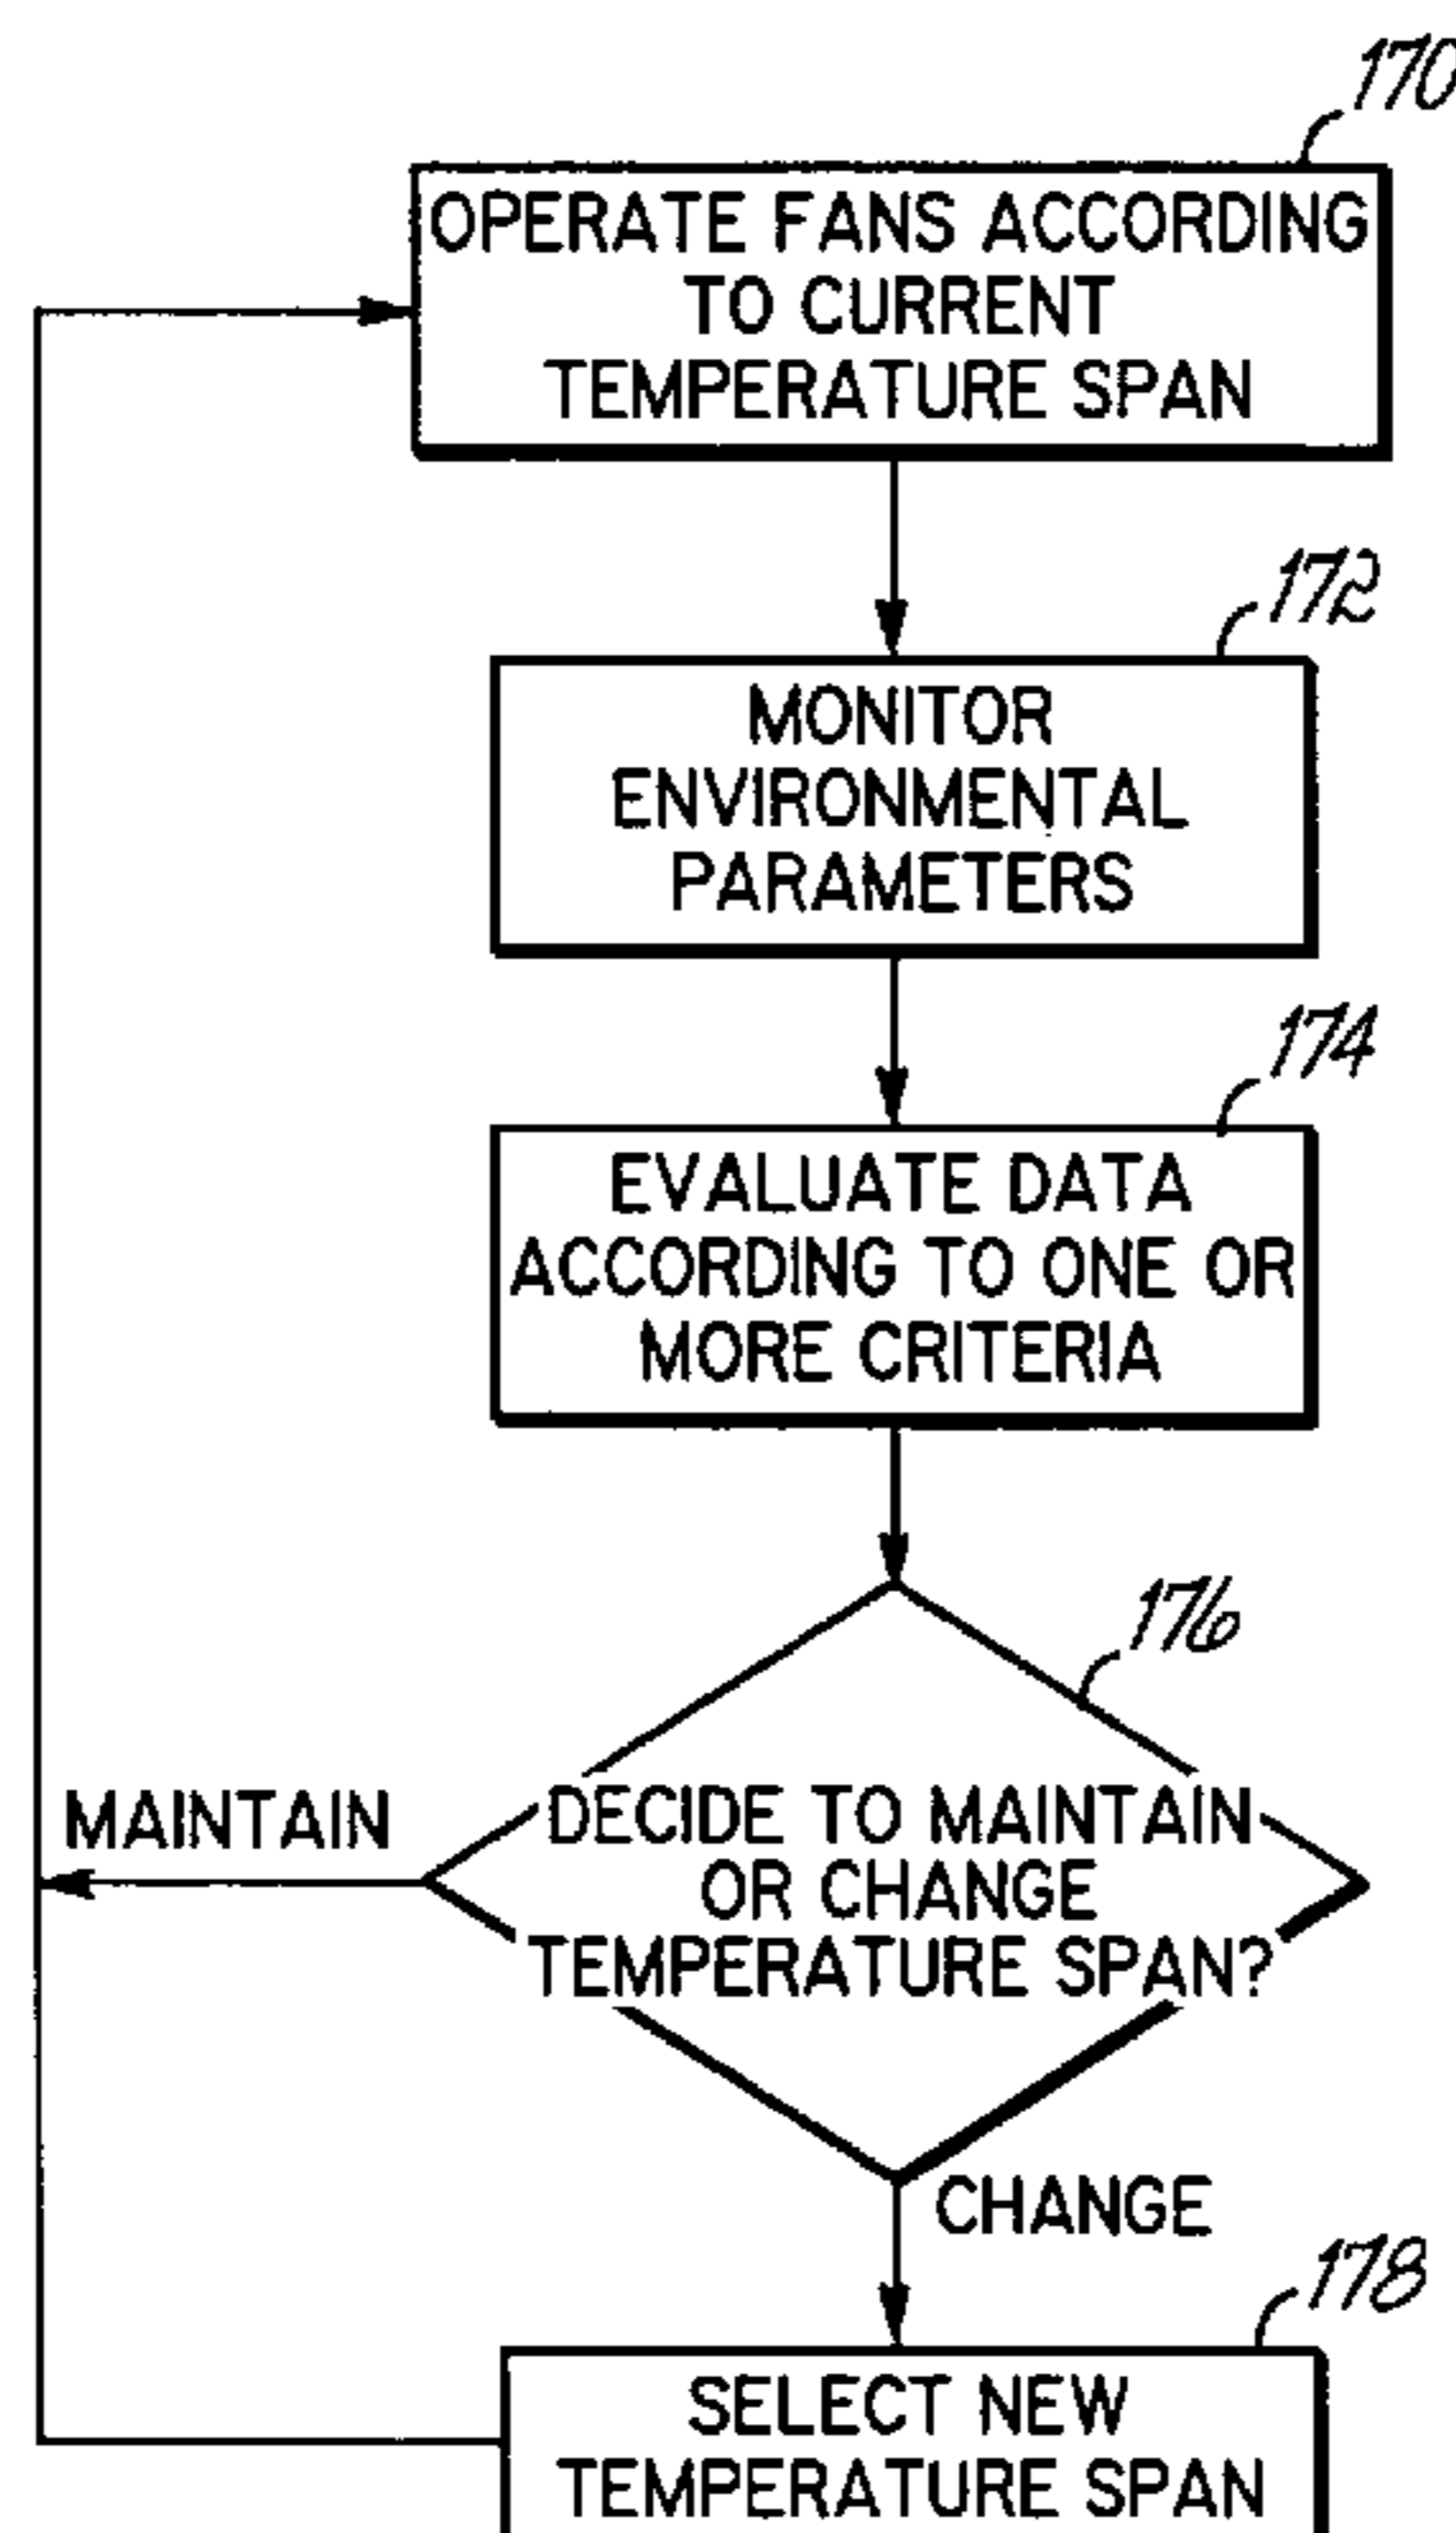 170
OPERATE FANS ACCORDING
TO CURRENT
TEMPERATURE SPAN
172
MONITOR
ENVIRONMENTAL
PARAMETERS
174
EVALUATE DATA
ACCORDING TO ONE OR
MORE CRITERIA
176
DECIDE TO MAINTAIN
OR CHANGE
TEMPERATURE SPAN?
MAINTAIN
CHANGE
178
SELECT NEW
TEMPERATURE SPAN